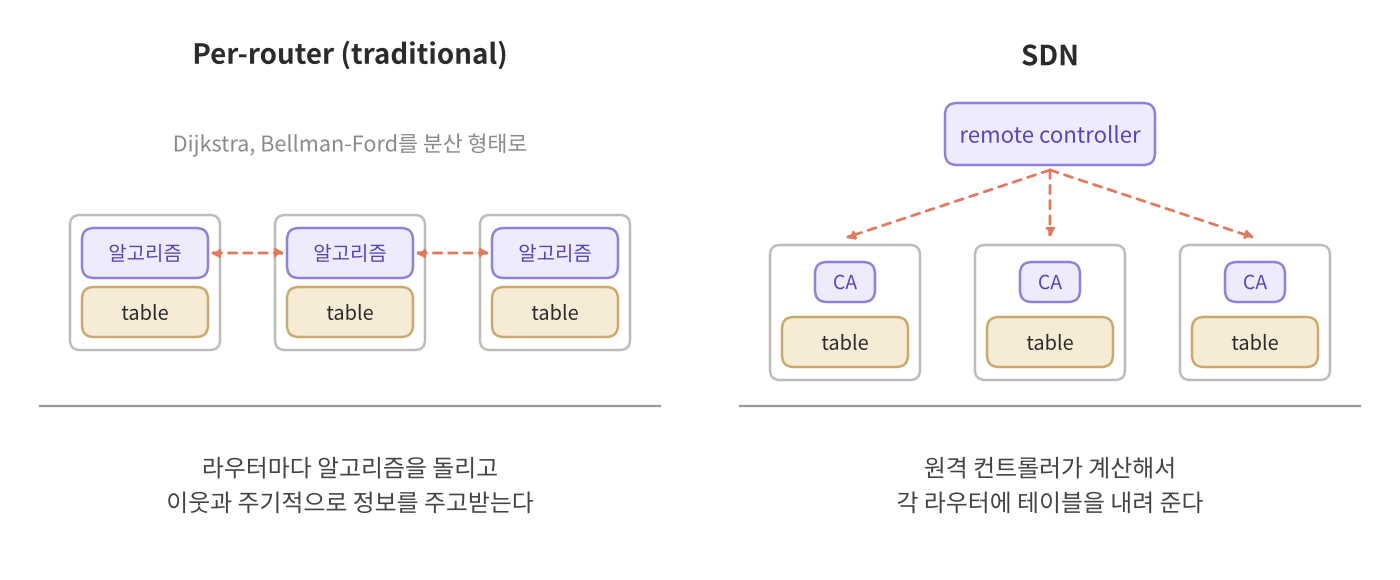 Per-router (traditional)
Dijkstra, Bellman-Ford를 분산 형태로
알고리즘
알고리즘
알고리즘
table
table
table
라우터마다 알고리즘을 돌리고
이웃과 주기적으로 정보를 주고받는다
SDN
remote controller
CA
CA
CA
table
table
table
원격 컨트롤러가 계산해서
각 라우터에 테이블을 내려 준다